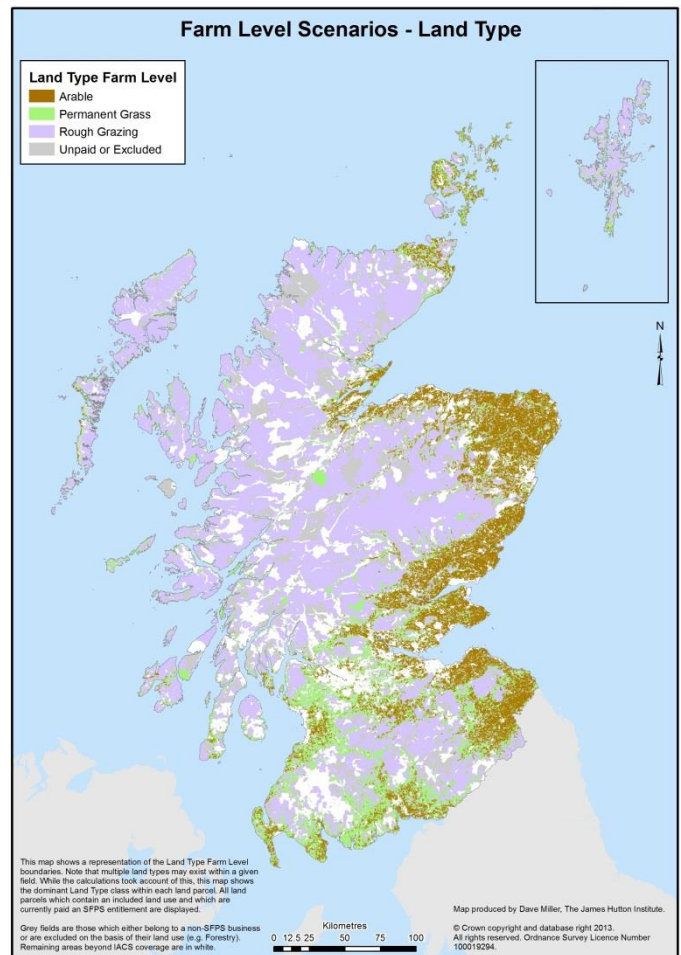 Farm Level Scenarios - Land Type
Land Type Farm Level
Arable
Permanent Grass
Rough Grazing
Unpaid or Excluded
N
This map shows a representation of the Land Type Farm Level
boundaries. Note that multiple land types may exist within a given
field. While the calculations took account of this, this map shows
the dominant Land Type class within each land parcel. All land
parcels which contain an included land use and which are
currently paid an SFPS entitlement are displayed.
Grey fields are those which either belong to a non-SFPS business
or are excluded on the basis of their land use (e.g. Forestry).
Remaining areas beyond IACS coverage are in white.
Kilometres
0 12.5 25 50 75 100
Map produced by Dave Miller, The James Hutton Institute.
© Crown copyright and database right 2013.
All rights reserved. Ordnance Survey Licence Number
100019294.